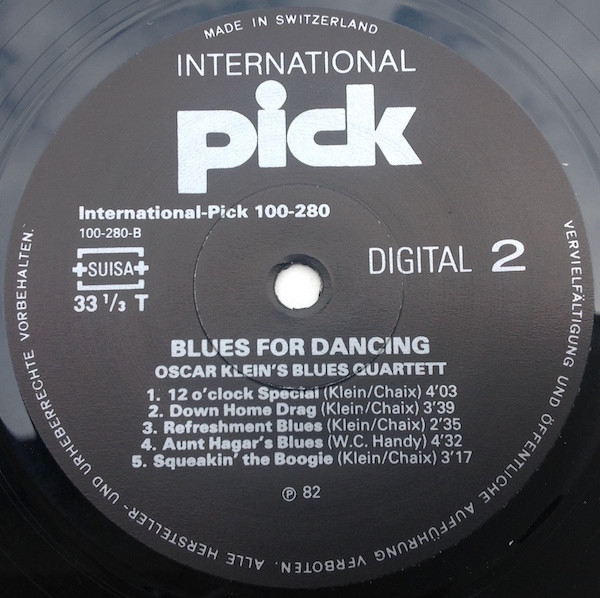 MADE IN SWITZERLAND
INTERNATIONAL
pick
International-Pick 100-280
100-280-B
SUISA
33 1/3 T
DIGITAL 2
BLUES FOR DANCING
OSCAR KLEIN'S BLUES QUARTETT
1. 12 o'clock Special (Klein/Chaix) 4'03
2. Down Home Drag (Klein/Chaix) 3'39
3. Refreshment Blues (Klein/Chaix) 2'35
4. Aunt Hagar's Blues (W.C. Handy) 4'32
5. Squeakin' the Boogie (Klein/Chaix) 3'17
℗ 82
ALLE HERSTELLER- UND URHEBERRECHTE VORBEHALTEN. VERVIELFÄLTIGUNG UND ÖFFENTLICHE AUFFÜHRUNG VERBOTEN.